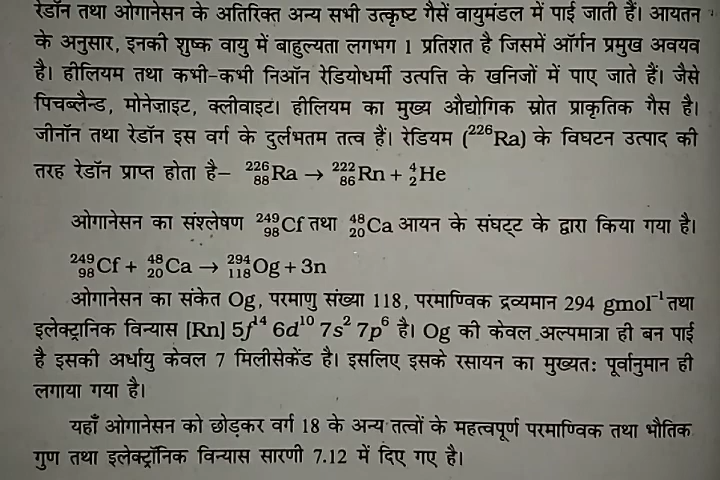 रेडॉन तथा ओगानेसन के अतिरिक्त अन्य सभी उत्कृष्ट गैसें वायुमंडल में पाई जाती हैं। आयतन
के अनुसार, इनकी शुष्क वायु में बाहुल्यता लगभग 1 प्रतिशत है जिसमें ऑर्गन प्रमुख अवयव
है। हीलियम तथा कभी-कभी निऑन रेडियोधर्मी उत्पत्ति के खनिजों में पाए जाते हैं। जैसे
पिचब्लैन्ड, मोनेज़ाइट, क्लीवाइट। हीलियम का मुख्य औद्योगिक स्रोत प्राकृतिक गैस है।
जीनॉन तथा रेडॉन इस वर्ग के दुर्लभतम तत्व हैं। रेडियम (²²⁶Ra) के विघटन उत्पाद की
तरह रेडॉन प्राप्त होता है– ²²⁶₈₈Ra → ²²²₈₆Rn + ⁴₂He
ओगानेसन का संश्लेषण ²⁴⁹₉₈Cf तथा ⁴⁸₂₀Ca आयन के संघट्ट के द्वारा किया गया है।
²⁴⁹₉₈Cf + ⁴⁸₂₀Ca → ²⁹⁴₁₁₈Og + 3n
ओगानेसन का संकेत Og, परमाणु संख्या 118, परमाण्विक द्रव्यमान 294 gmol⁻¹ तथा
इलेक्ट्रानिक विन्यास [Rn] 5f¹⁴ 6d¹⁰ 7s² 7p⁶ है। Og की केवल अल्पमात्रा ही बन पाई
है इसकी अर्धायु केवल 7 मिलीसेकेंड है। इसलिए इसके रसायन का मुख्यतः पूर्वानुमान ही
लगाया गया है।
यहाँ ओगानेसन को छोड़कर वर्ग 18 के अन्य तत्वों के महत्वपूर्ण परमाण्विक तथा भौतिक
गुण तथा इलेक्ट्रॉनिक विन्यास सारणी 7.12 में दिए गए है।